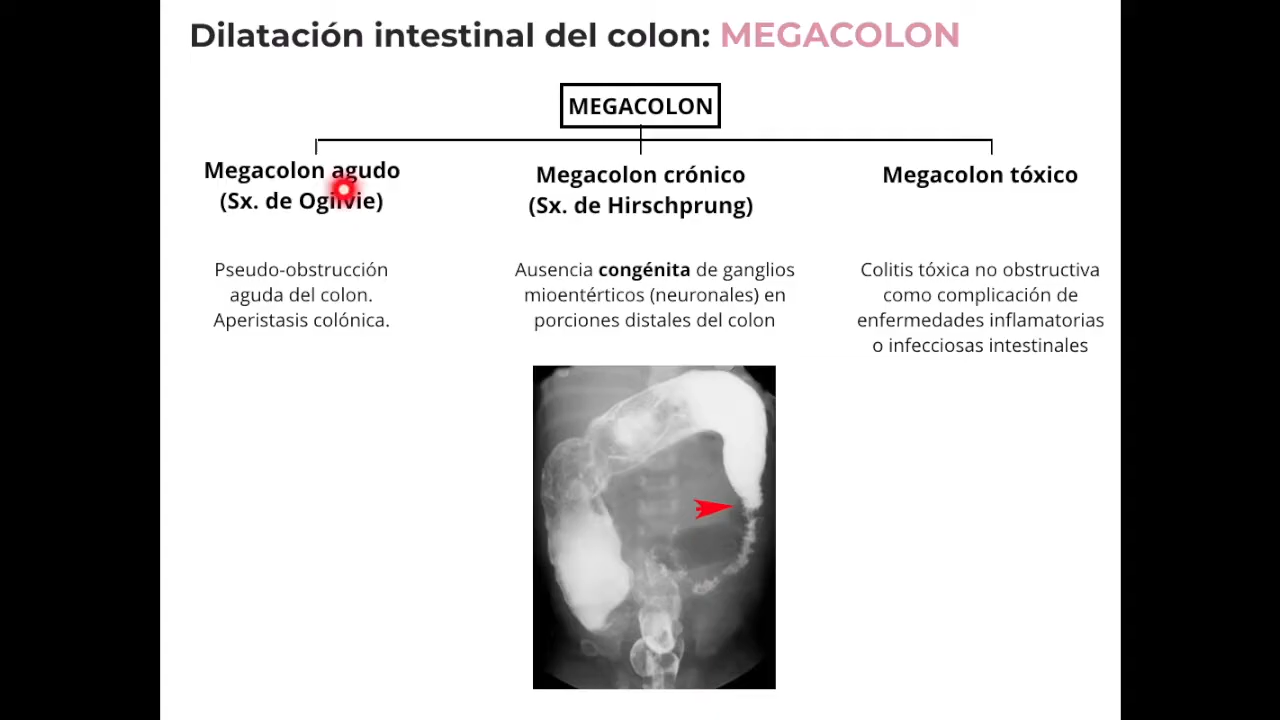 Dilatación intestinal del colon: MEGACOLON
MEGACOLON
Megacolon agudo
(Sx. de Ogilvie)
Pseudo-obstrucción
aguda del colon.
Aperistasis colónica.
Megacolon crónico
(Sx. de Hirschprung)
Ausencia congénita de ganglios
mioentérticos (neuronales) en
porciones distales del colon
Megacolon tóxico
Colitis tóxica no obstructiva
como complicación de
enfermedades inflamatorias
o infecciosas intestinales